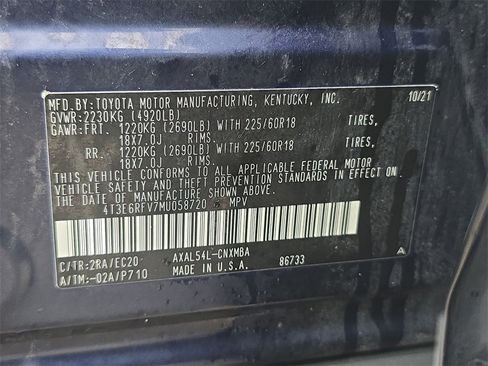 MFD.BY:TOYOTA MOTOR MANUFACTURING, KENTUCKY, INC. 10/21
GVWR: 2230KG (4920LB)
GAWR:FRT. 1220KG (2690LB) WITH 225/60R18 TIRES,
18X7.0J RIMS.
RR. 1220KG (2690LB) WITH 225/60R18 TIRES,
18X7.0J RIMS.
THIS VEHICLE CONFORMS TO ALL APPLICABLE FEDERAL MOTOR
VEHICLE SAFETY AND THEFT PREVENTION STANDARDS IN EFFECT ON
THE DATE OF MANUFACTURE SHOWN ABOVE.
4T3E6RFV7MU058720 MPV
C/TR:2RA/EC20 AXAL54L-CNXMBA A
A/TM:-02A/P710 MADE IN U.S.A. 86733